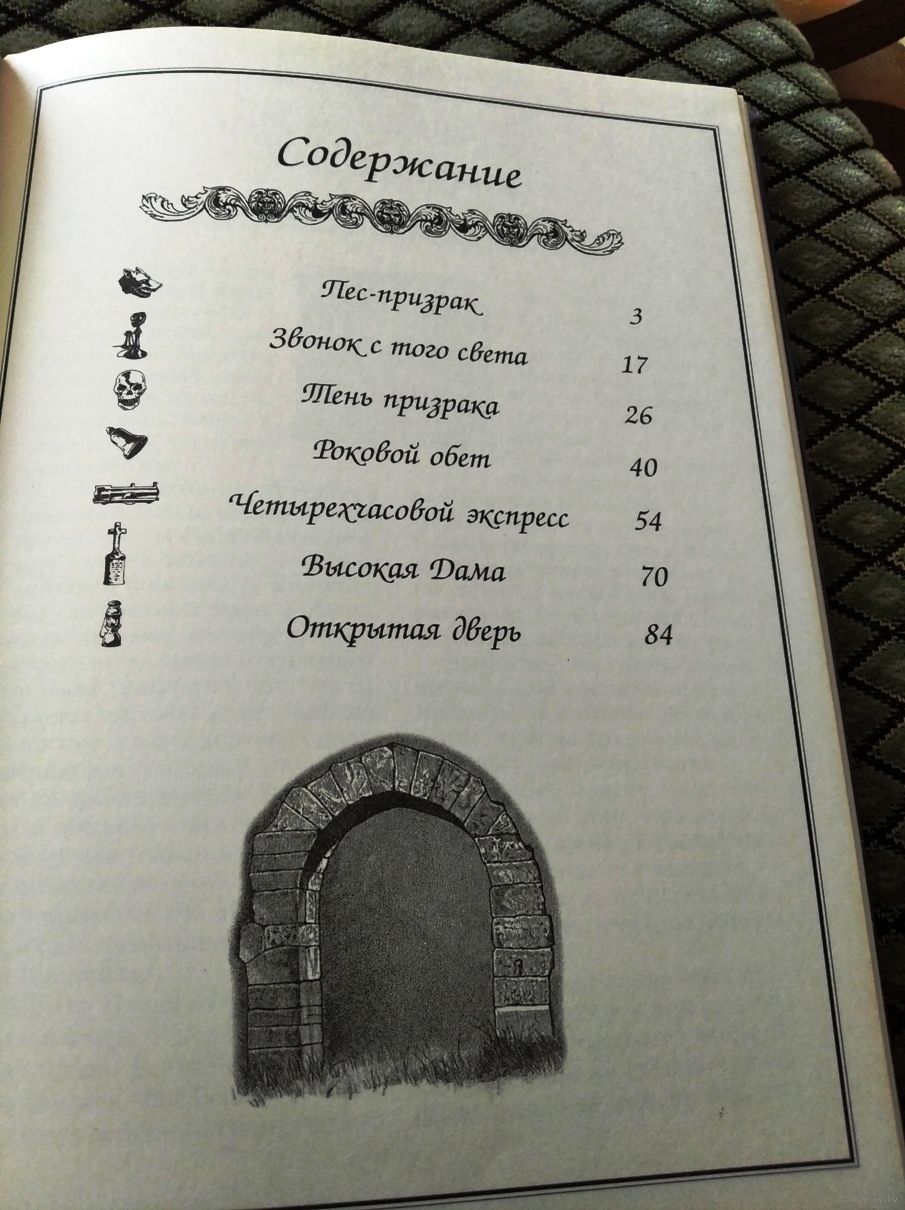 Содержание
Пес-призрак 3
Звонок с того света 17
Тень призрака 26
Роковой обет 40
Четырехчасовой экспресс 54
Высокая Дама 70
Открытая дверь 84